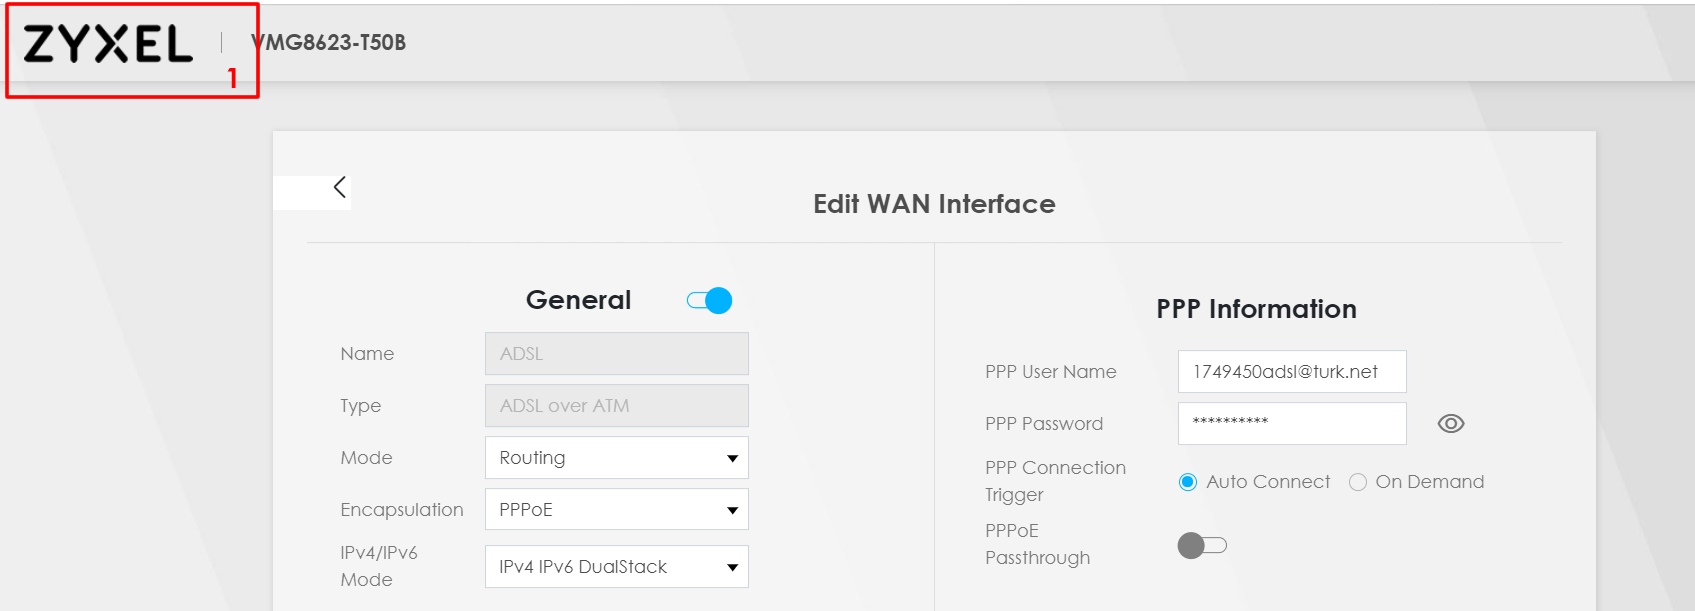 ZYXEL | VMG8623-T50B
1
Edit WAN Interface
General
Name ADSL
Type ADSL over ATM
Mode Routing
Encapsulation PPPoE
IPv4/IPv6
Mode
IPv4 IPv6 DualStack
PPP Information
PPP User Name 1749450adsl@turk.net
PPP Password **********
PPP Connection
Trigger
Auto Connect On Demand
PPPoE
Passthrough